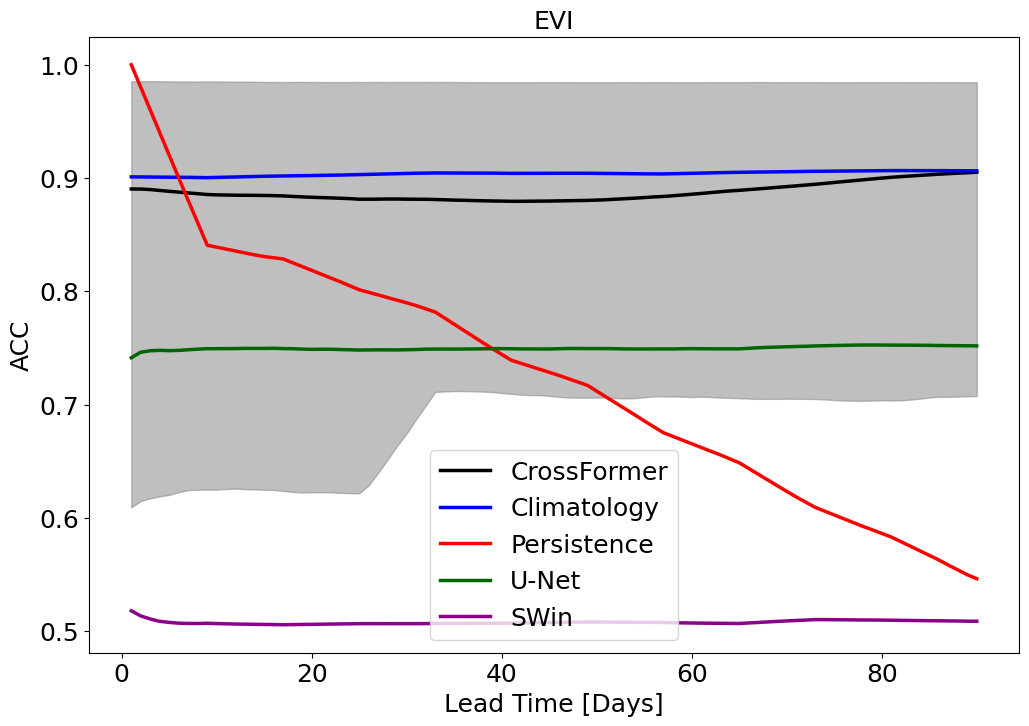 EVI
ACC
1.0
0.9
0.8
0.7
0.6
0.5
CrossFormer
Climatology
Persistence
U-Net
SWin
0 20 40 60 80
Lead Time [Days]